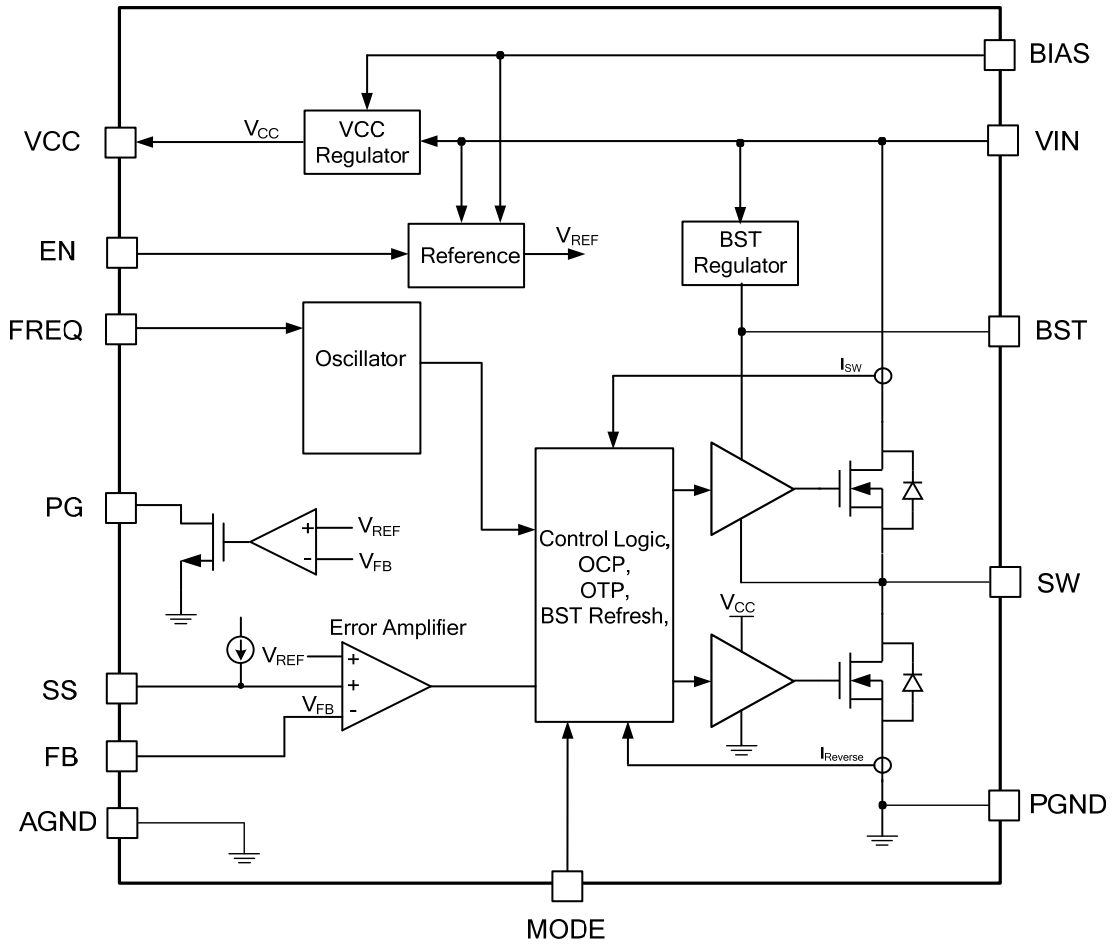 BIAS
VCC
VCC
VCC
Regulator
VIN
EN
Reference
VREF
BST
Regulator
FREQ
Oscillator
BST
ISW
PG
+
-
VREF
VFB
Control Logic,
OCP,
OTP,
BST Refresh,
SW
VCC
Error Amplifier
VREF
+
SS
+
VFB
-
FB
IReverse
AGND
PGND
MODE